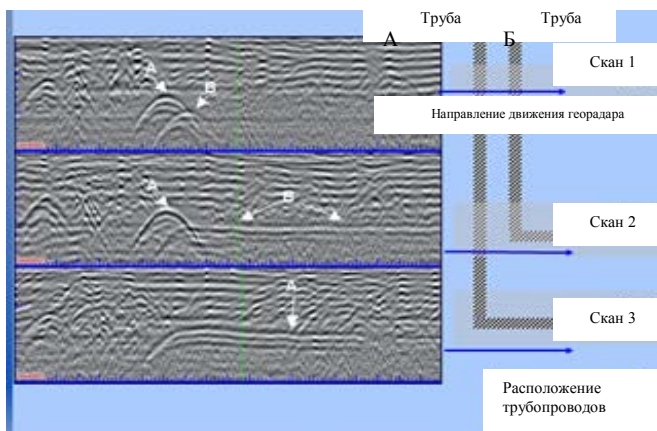 Труба
Труба
А
Б
Скан 1
Направление движения георадара
A
B
A
B
Скан 2
A
Скан 3
Расположение
трубопроводов